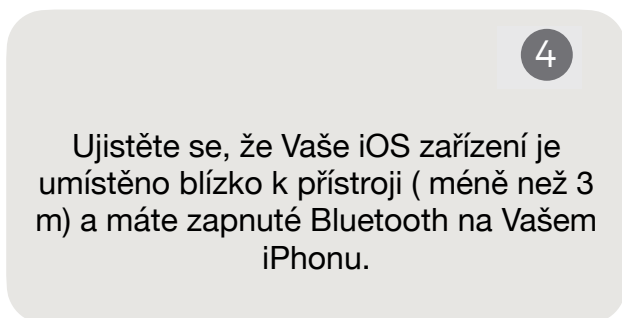 4
Ujistěte se, že Vaše iOS zařízení je
umístěno blízko k přístroji ( méně než 3
m) a máte zapnuté Bluetooth na Vašem
iPhonu.